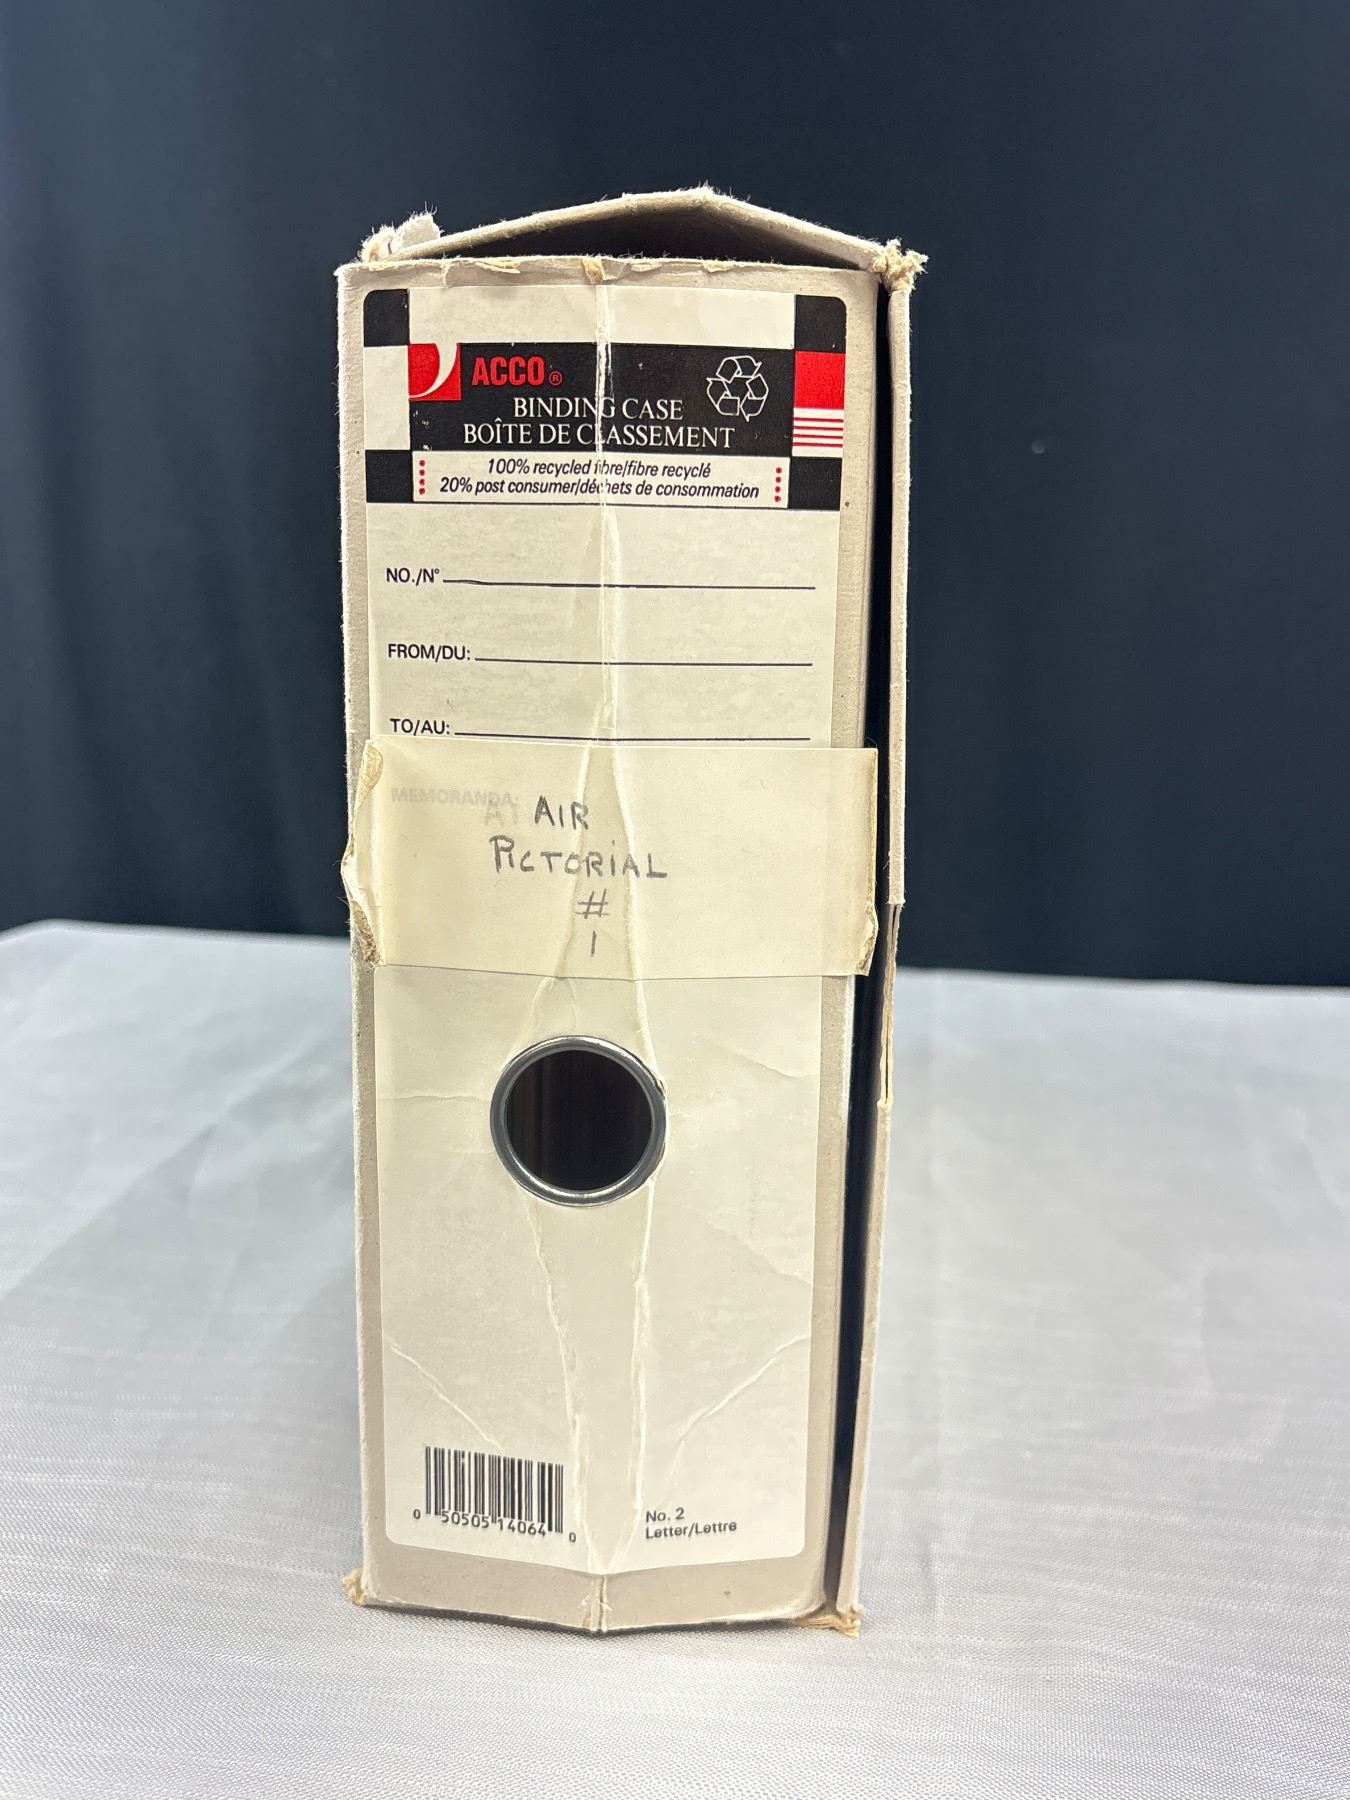 ACCO®
BINDING CASE
BOÎTE DE CLASSEMENT
100% recycled fibre/fibre recyclé
20% post consumer/déchets de consommation
NO./N°
FROM/DU:
TO/AU:
MEMORANDA:
AIR
PICTORIAL
#
1
0 50505 14064 0
No. 2
Letter/Lettre